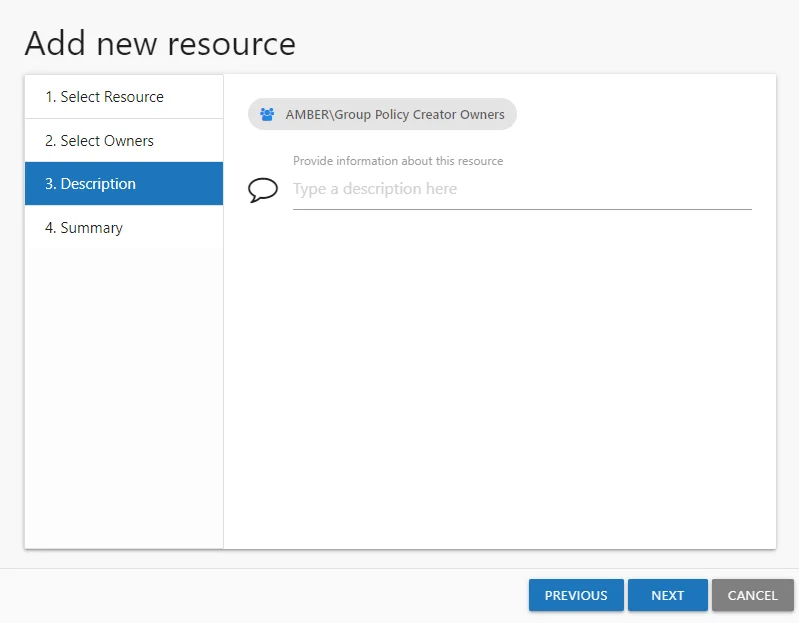 Add new resource
1. Select Resource
2. Select Owners
3. Description
4. Summary
AMBER\Group Policy Creator Owners
Provide information about this resource
Type a description here
PREVIOUS
NEXT
CANCEL